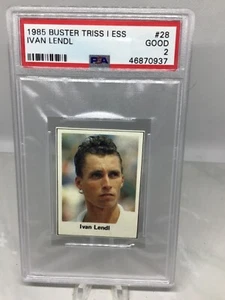 1985 BUSTER TRISS I ESS #28
IVAN LENDL GOOD
2
PSA 46870937
Ivan Lendl